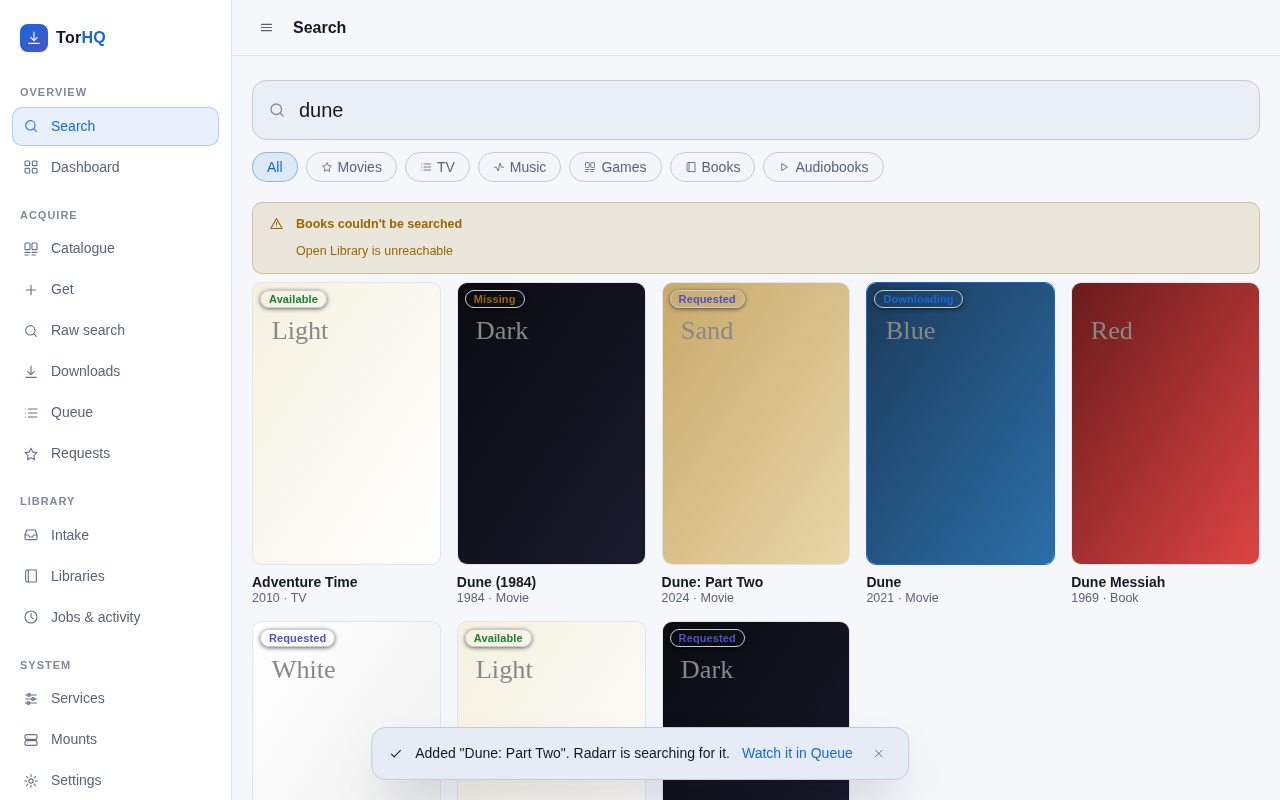 TorHQ
Search
dune
OVERVIEW
Search
Dashboard
ACQUIRE
Catalogue
Get
Raw search
Downloads
Queue
Requests
LIBRARY
Intake
Libraries
Jobs & activity
SYSTEM
Services
Mounts
Settings
All
Movies
TV
Music
Games
Books
Audiobooks
Books couldn't be searched
Open Library is unreachable
Available
Light
Adventure Time
2010 · TV
Missing
Dark
Dune (1984)
1984 · Movie
Requested
Sand
Dune: Part Two
2024 · Movie
Downloading
Blue
Dune
2021 · Movie
Red
Dune Messiah
1969 · Book
Requested
White
Available
Light
Requested
Dark
Added "Dune: Part Two". Radarr is searching for it. Watch it in Queue